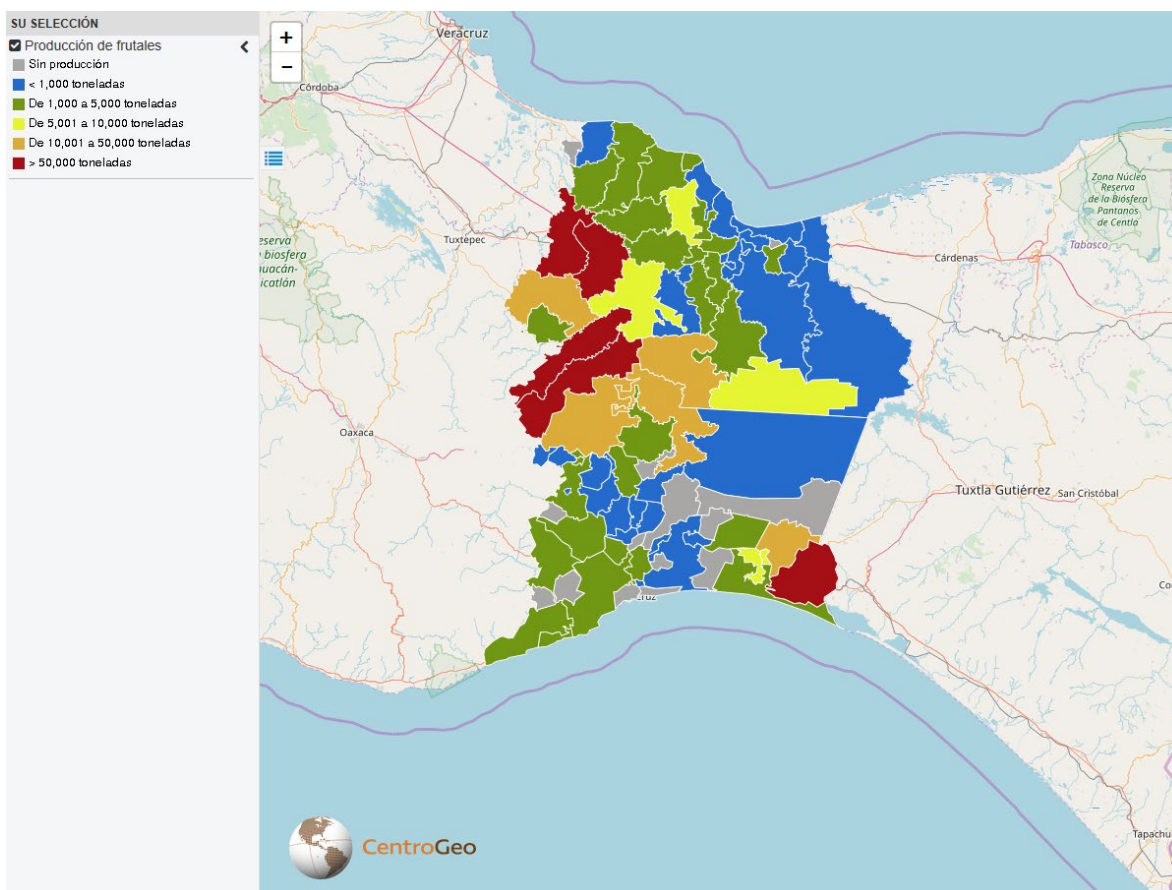 SU SELECCIÓN
Producción de frutales
Sin producción
< 1,000 toneladas
De 1,000 a 5,000 toneladas
De 5,001 a 10,000 toneladas
De 10,001 a 50,000 toneladas
> 50,000 toneladas
+
−
Veracruz
Córdoba
Zona Núcleo
Reserva
de la Biósfera
Pantanos
de Centla
Tabasco
Cárdenas
Tuxtepec
Oaxaca
Tuxtla Gutiérrez
San Cristóbal
CentroGeo